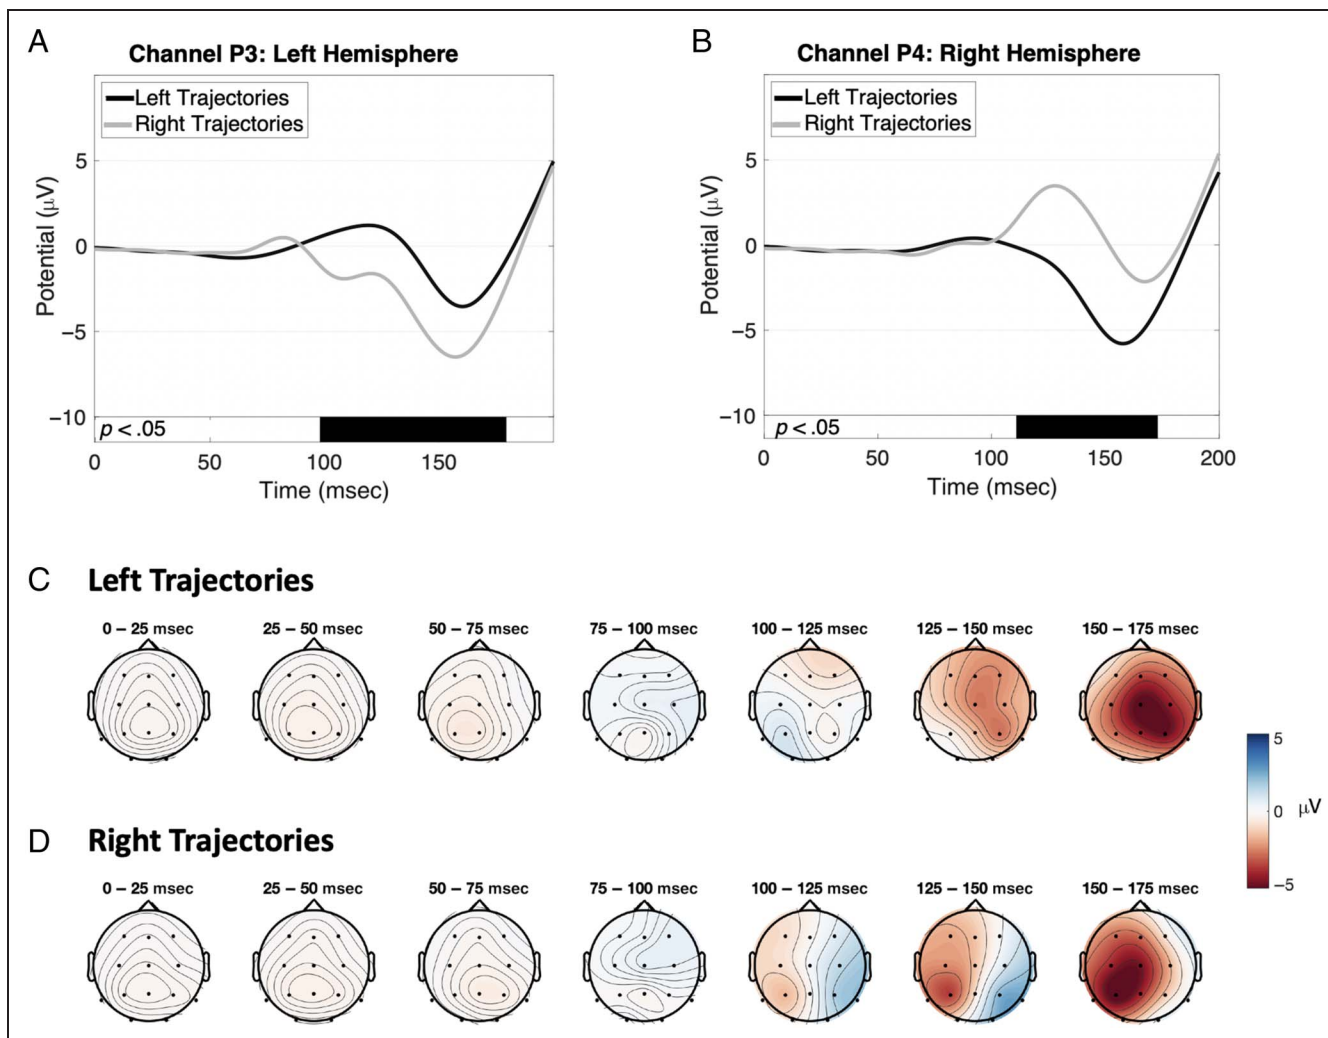 A
Channel P3: Left Hemisphere
Left Trajectories
Right Trajectories
Potential (μV)
5
0
−5
−10
p < .05
0 50 100 150
Time (msec)
B
Channel P4: Right Hemisphere
Left Trajectories
Right Trajectories
Potential (μV)
5
0
−5
−10
p < .05
0 50 100 150 200
Time (msec)
C Left Trajectories
0 – 25 msec 25 – 50 msec 50 – 75 msec 75 – 100 msec 100 – 125 msec 125 – 150 msec 150 – 175 msec
5
0 μV
−5
D Right Trajectories
0 – 25 msec 25 – 50 msec 50 – 75 msec 75 – 100 msec 100 – 125 msec 125 – 150 msec 150 – 175 msec